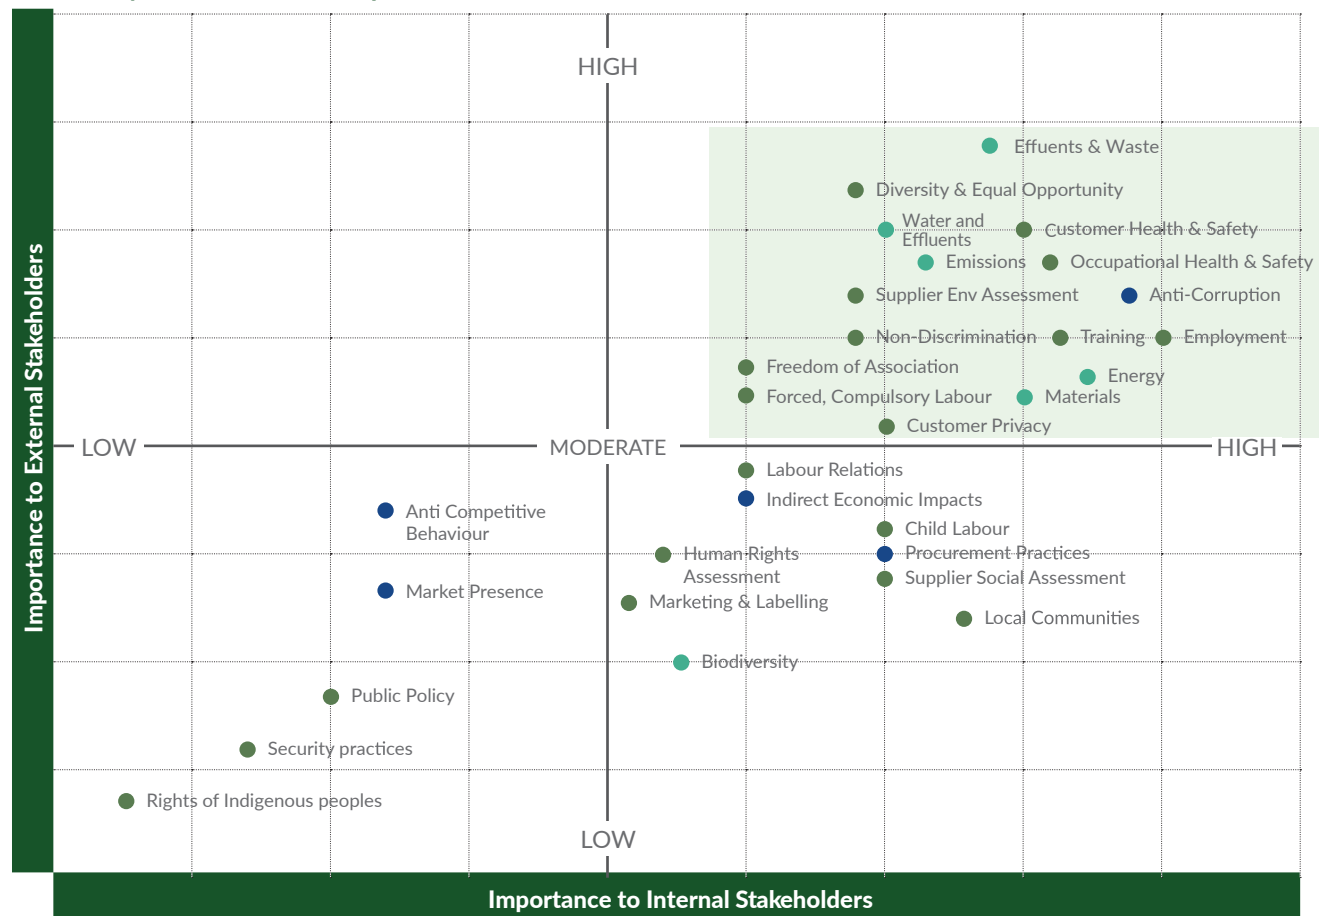 HIGH
Effuents & Waste
Diversity & Equal Opportunity
Water and
Effluents
Customer Health & Safety
Emissions
Occupational Health & Safety
Supplier Env Assessment
Anti-Corruption
Non-Discrimination
Training
Employment
Freedom of Association
Energy
Forced, Compulsory Labour
Materials
Customer Privacy
LOW
MODERATE
HIGH
Labour Relations
Indirect Economic Impacts
Anti Competitive
Behaviour
Child Labour
Human Rights
Assessment
Procurement Practices
Supplier Social Assessment
Market Presence
Marketing & Labelling
Local Communities
Biodiversity
Public Policy
Security practices
Rights of Indigenous peoples
LOW
Importance to External Stakeholders
Importance to Internal Stakeholders